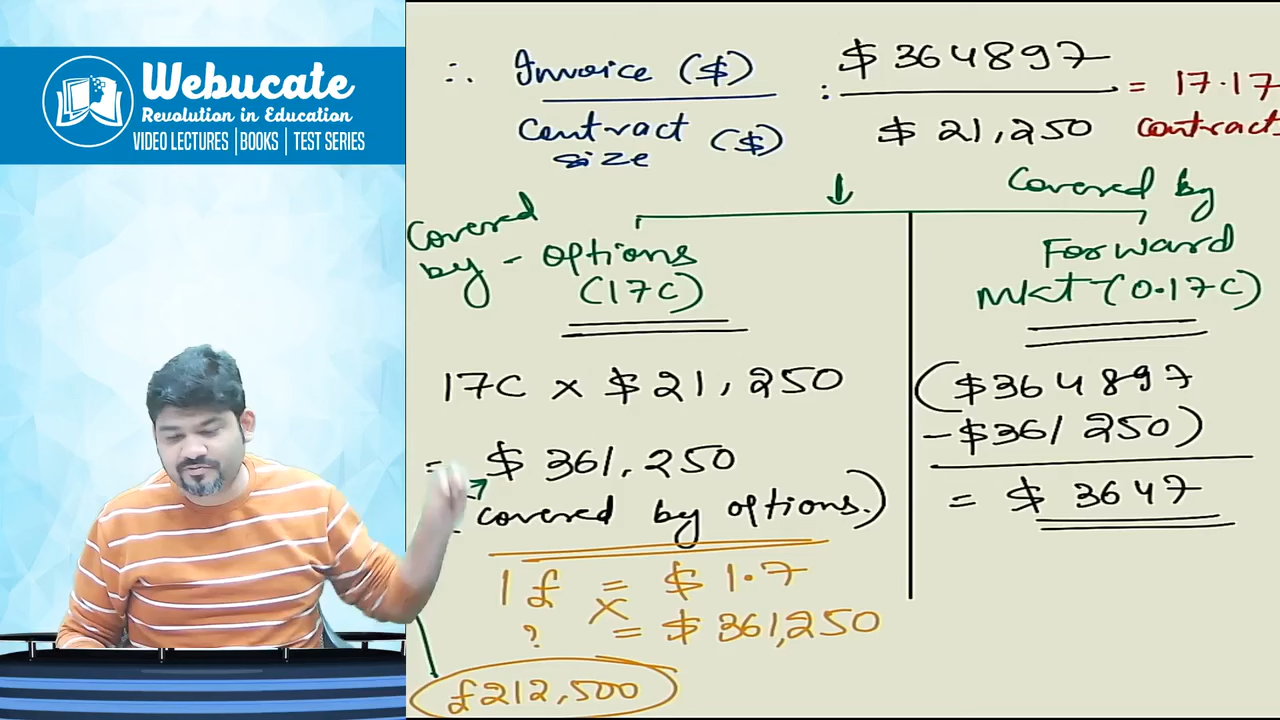 Webucate
Revolution in Education
VIDEO LECTURES | BOOKS | TEST SERIES
∴ Invoice ($) : $ 364897 = 17.17
Contract size ($) $ 21,250 contract
↓
Covered by - options (17C)
Covered by Forward Mkt (0.17C)
17C × $ 21,250
= $ 361,250
(covered by options.)
1 £ = $ 1.7
×
? = $ 361,250
£212,500
($364897
- $361250)
= $ 3647